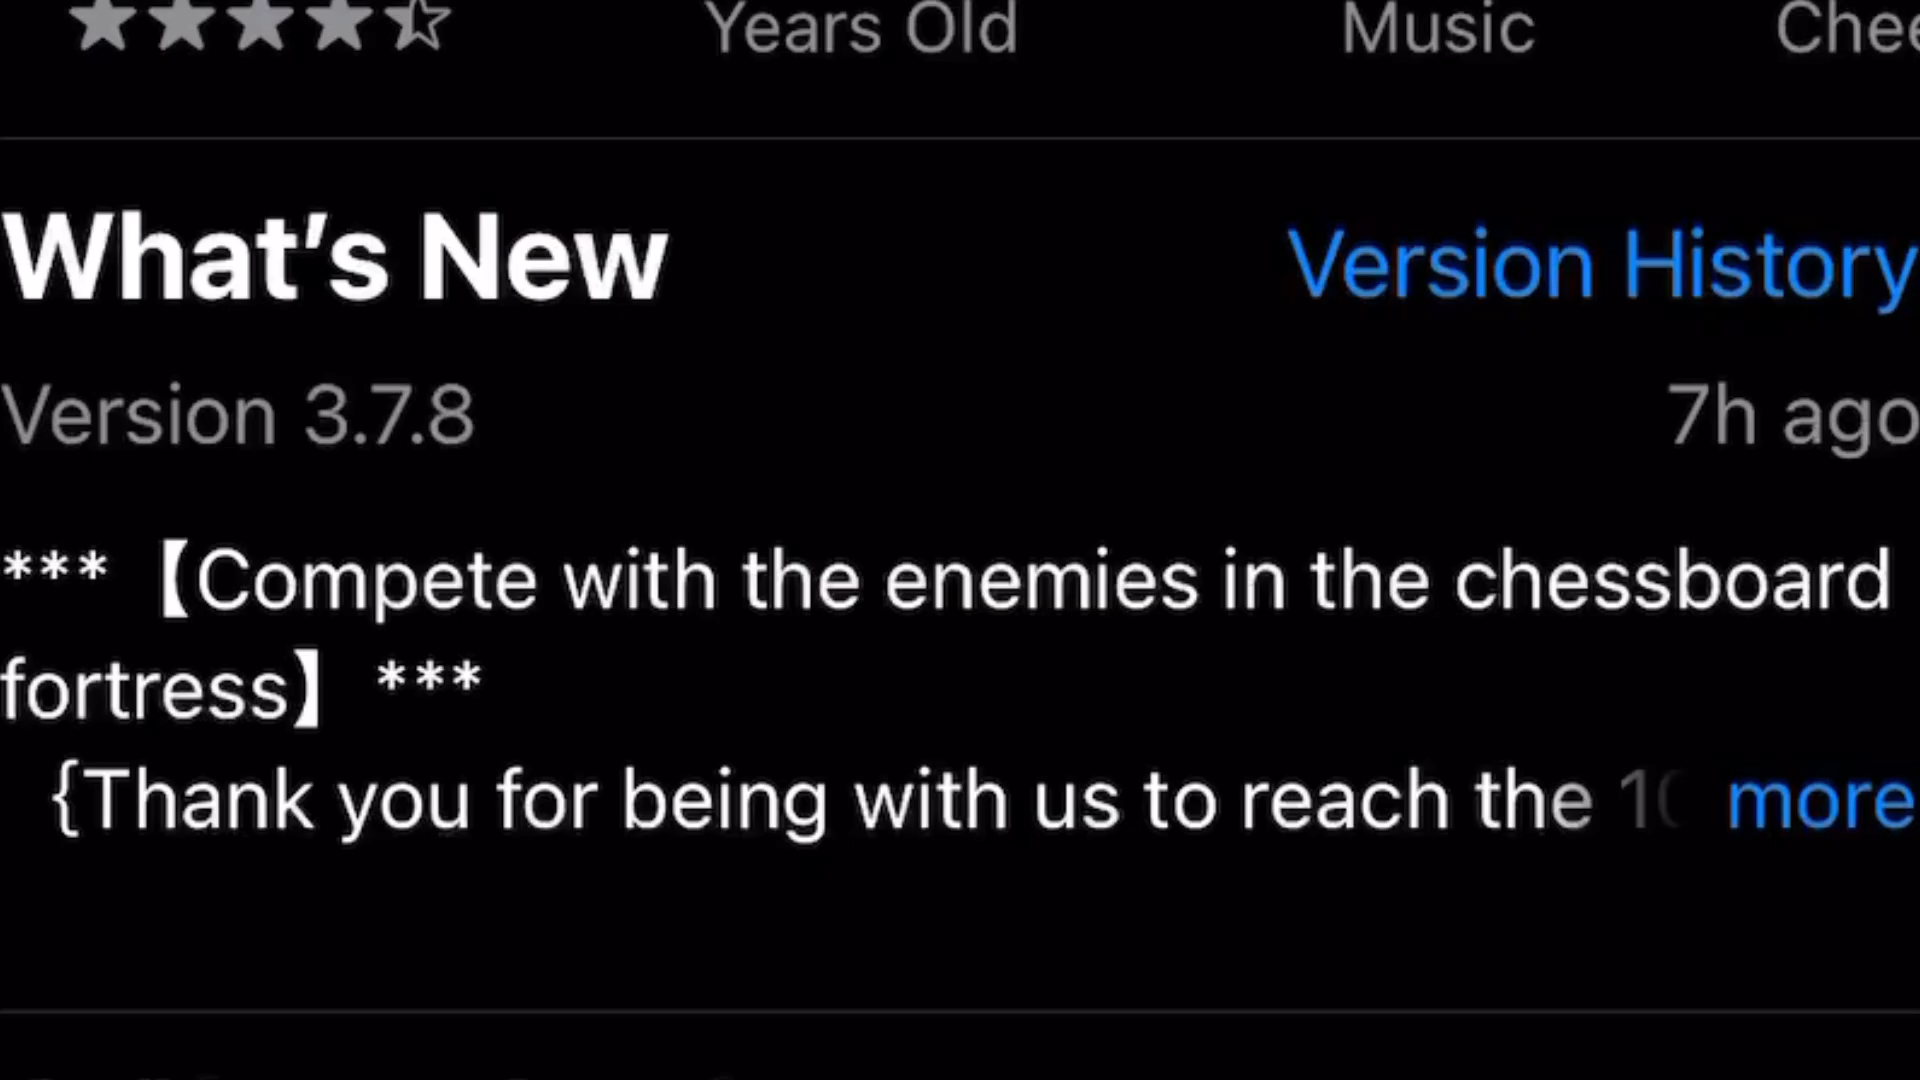 Years Old
Music
What’s New
Version History
Version 3.7.8
7h ago
***【Compete with the enemies in the chessboard
fortress】***
{Thank you for being with us to reach the
more